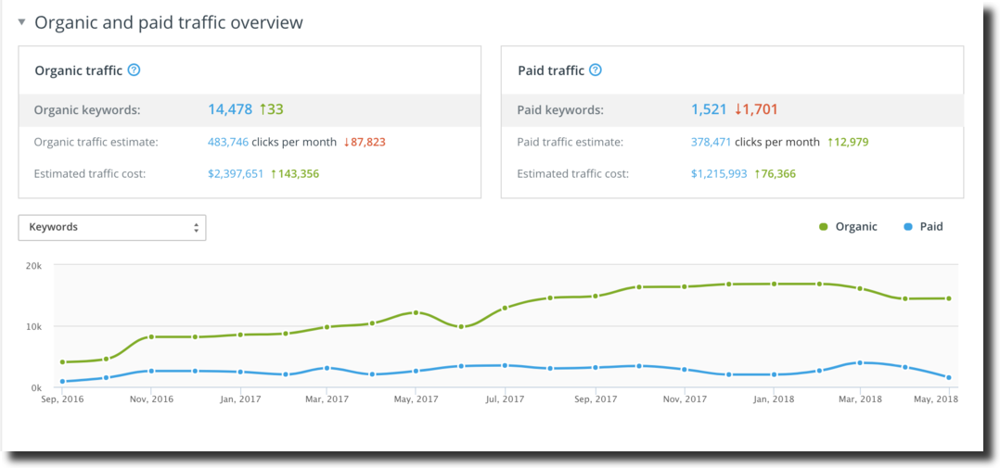 Organic and paid traffic overview
Organic traffic ?
Organic keywords: 14,478 ↑33
Organic traffic estimate: 483,746 clicks per month ↓87,823
Estimated traffic cost: $2,397,651 ↑143,356
Paid traffic ?
Paid keywords: 1,521 ↓1,701
Paid traffic estimate: 378,471 clicks per month ↑12,979
Estimated traffic cost: $1,215,993 ↑76,366
Keywords
Organic Paid
20k
10k
0k
Sep, 2016 Nov, 2016 Jan, 2017 Mar, 2017 May, 2017 Jul, 2017 Sep, 2017 Nov, 2017 Jan, 2018 Mar, 2018 May, 2018